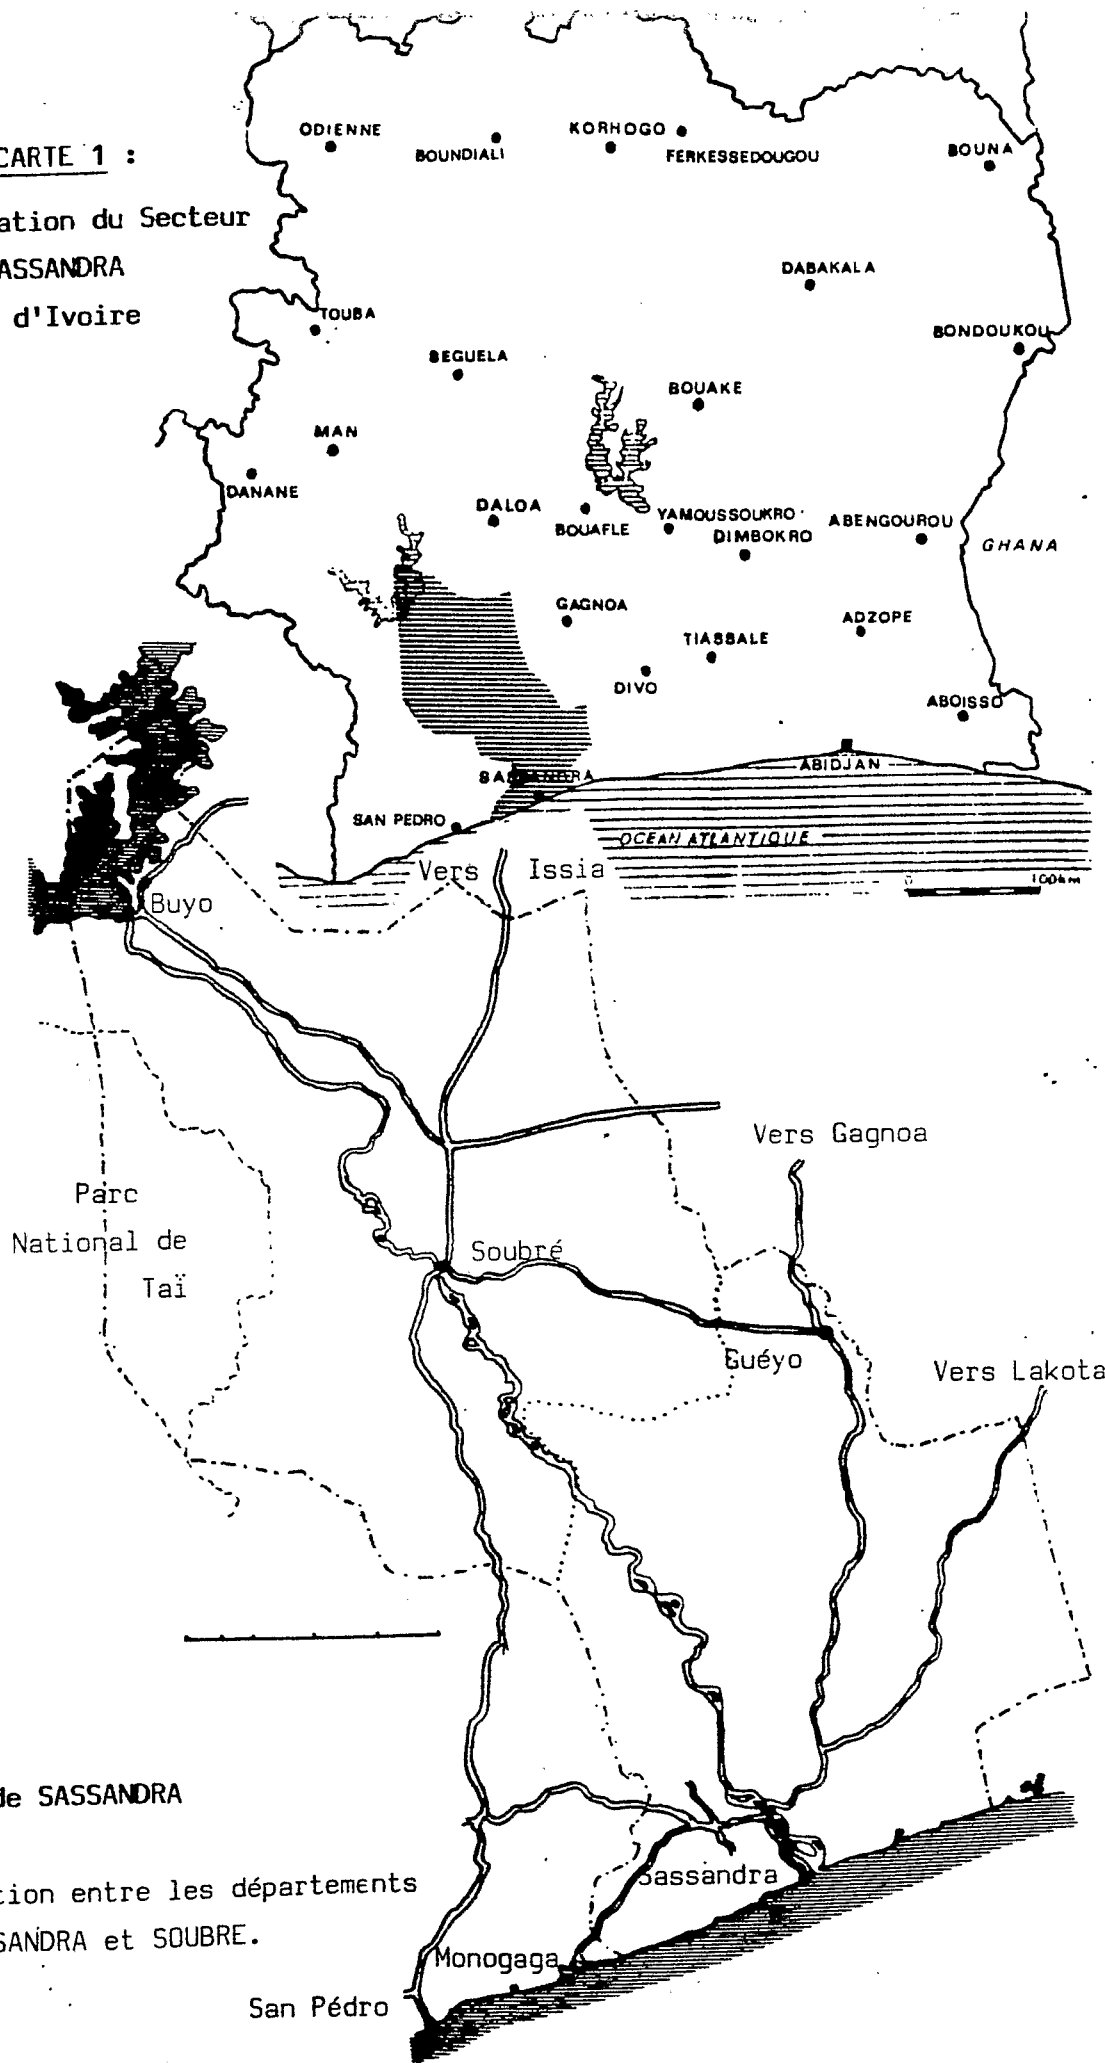 CARTE 1 :
ation du Secteur
ASSANDRA
d'Ivoire
ODIENNE
BOUNDIALI
KORHOGO
FERKESSEDOUGOU
BOUNA
DABAKALA
TOUBA
BONDOUKOU
SEGUELA
BOUAKE
MAN
DANANE
DALOA
BOUAFLE
YAMOUSSOUKRO
DIMBOKRO
ABENGOUROU
GHANA
GAGNOA
ADZOPE
TIASSALE
DIVO
ABOISSO
SASSANDRA
ABIDJAN
SAN PEDRO
OCEAN ATLANTIQUE
0 100km
Vers Issia
Buyo
Vers Gagnoa
Parc
National de
Taï
Soubré
Guéyo
Vers Lakota
de SASSANDRA
tion entre les départements
SANDRA et SOUBRE.
Sassandra
Monogaga
San Pédro